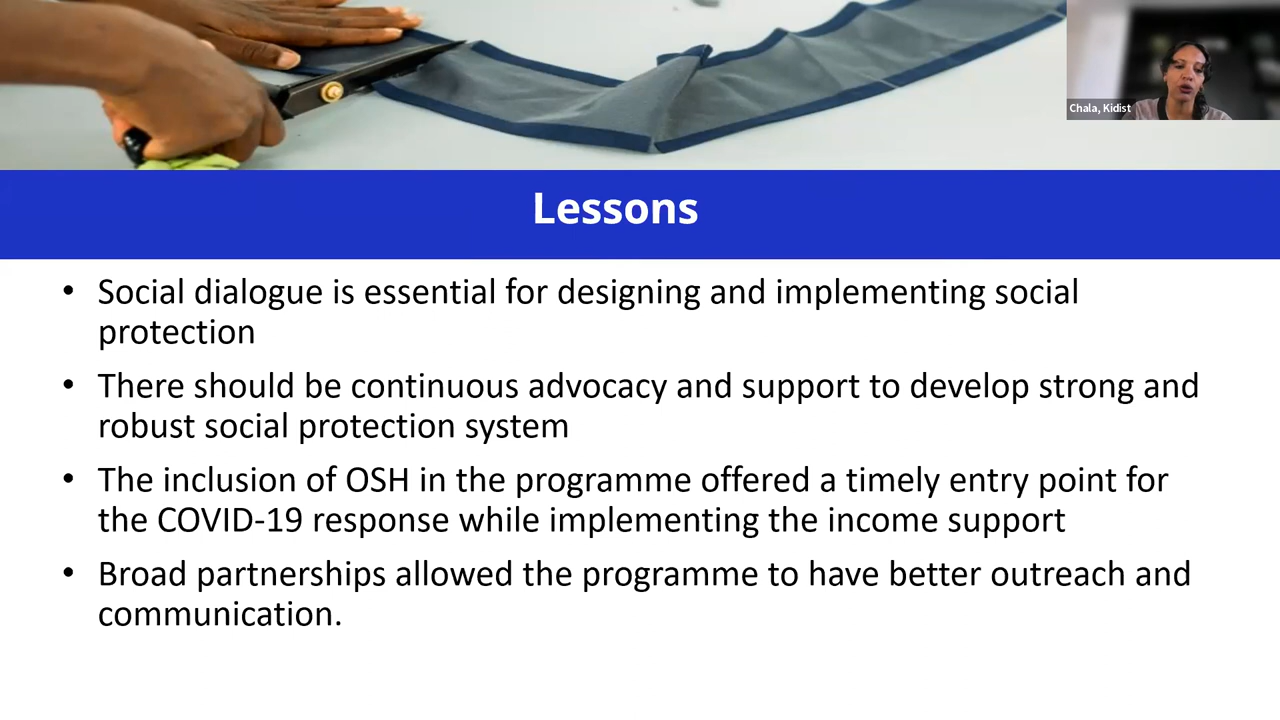 Chala, Kidist
Lessons
• Social dialogue is essential for designing and implementing social
protection
• There should be continuous advocacy and support to develop strong and
robust social protection system
• The inclusion of OSH in the programme offered a timely entry point for
the COVID-19 response while implementing the income support
• Broad partnerships allowed the programme to have better outreach and
communication.